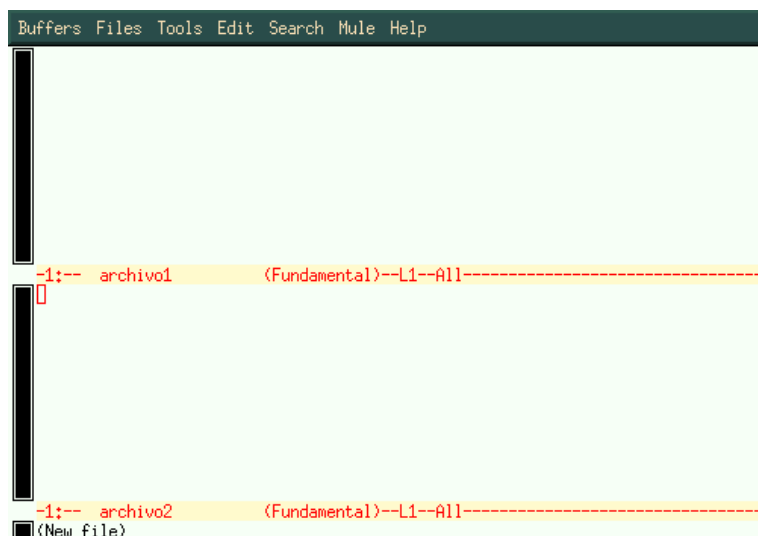 Buffers Files Tools Edit Search Mule Help
-1:-- archivo1 (Fundamental)--L1--All---------------------------------
-1:-- archivo2 (Fundamental)--L1--All---------------------------------
(New file)